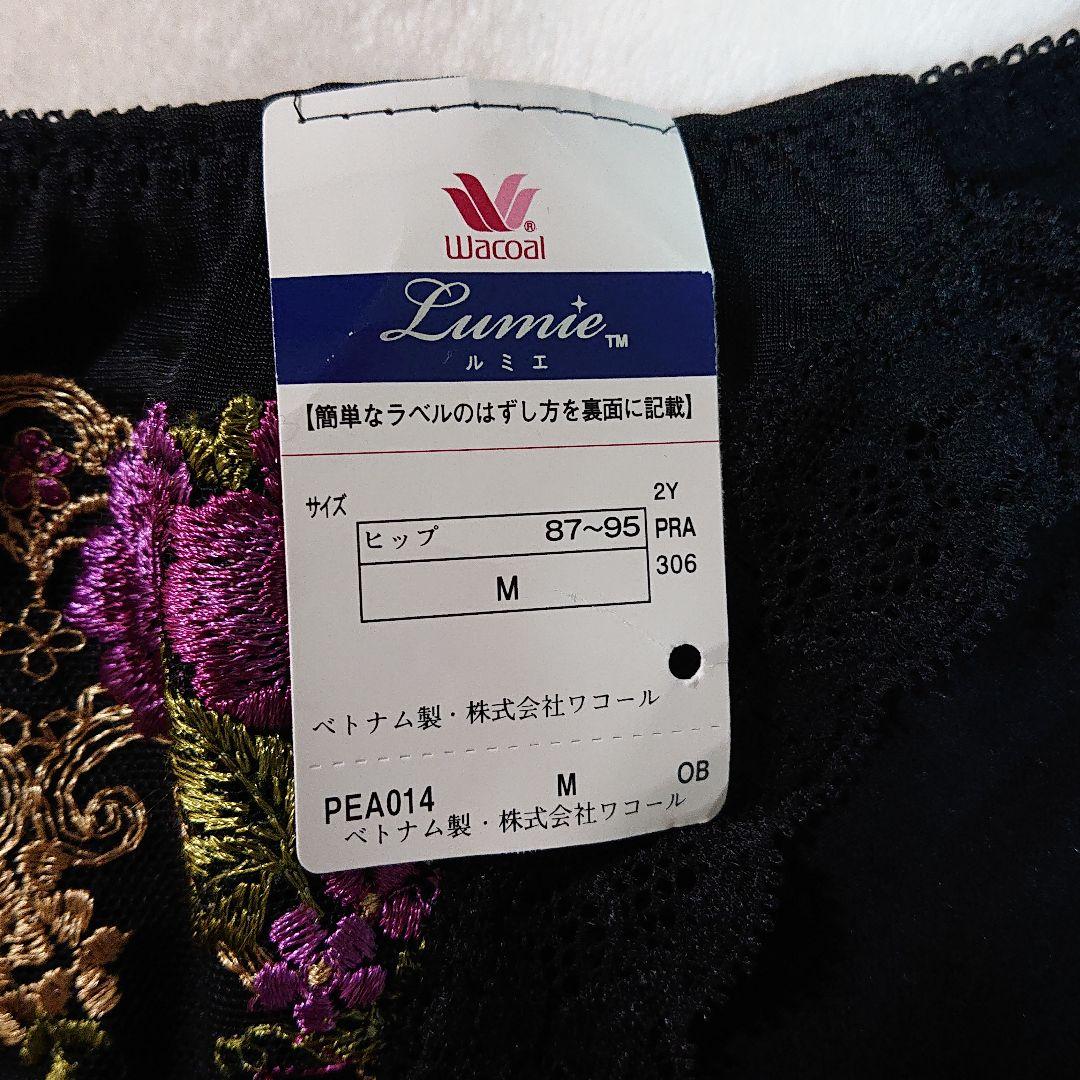 Wacoal®
Lumie™
ルミエ
【簡単なラベルのはずし方を裏面に記載】
サイズ
ヒップ 87~95
M
2Y
PRA
306
ベトナム製・株式会社ワコール
PEA014 M OB
ベトナム製・株式会社ワコール